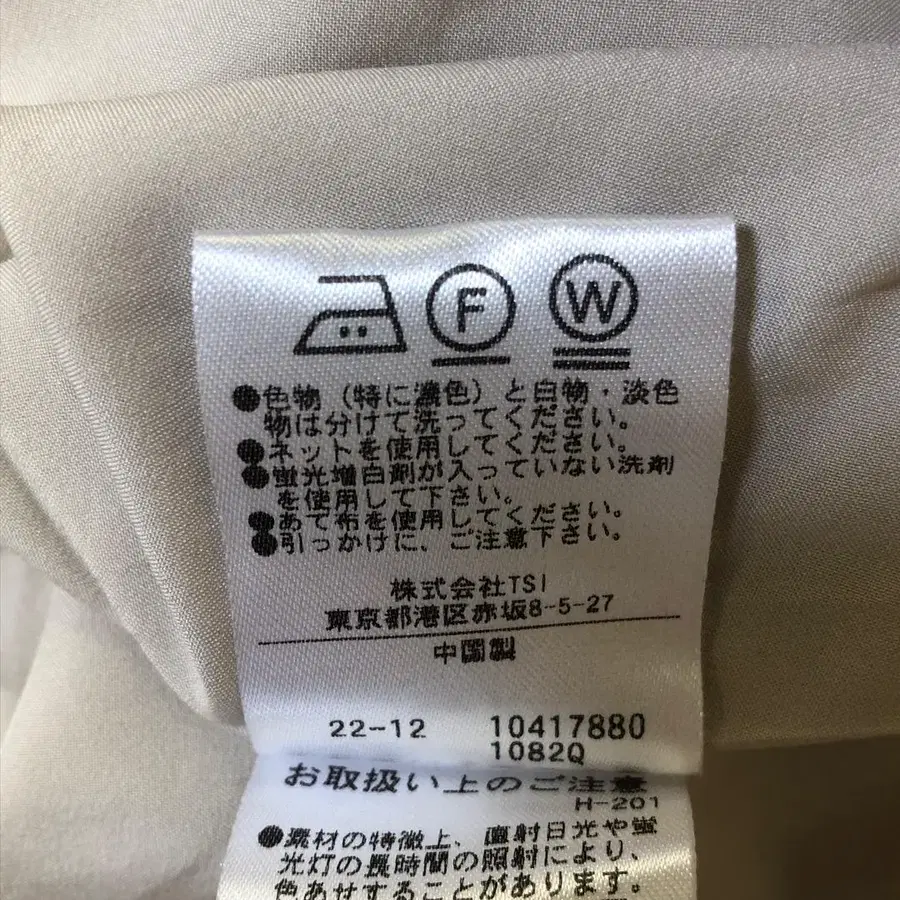 F W
●色物（特に濃色）と白物・淡色
物は分けて洗ってください。
●ネットを使用してください。
●蛍光増白剤が入っていない洗剤
を使用して下さい。
●あて布を使用してください。
●引っかけに、ご注意下さい。
株式会社TSI
東京都港区赤坂8-5-27
中国製
22-12 10417880
1082Q
お取扱い上のご注意
H-201
●素材の特徴上、直射日光や蛍
光灯の長時間の照射により、
色あせすることがあります。